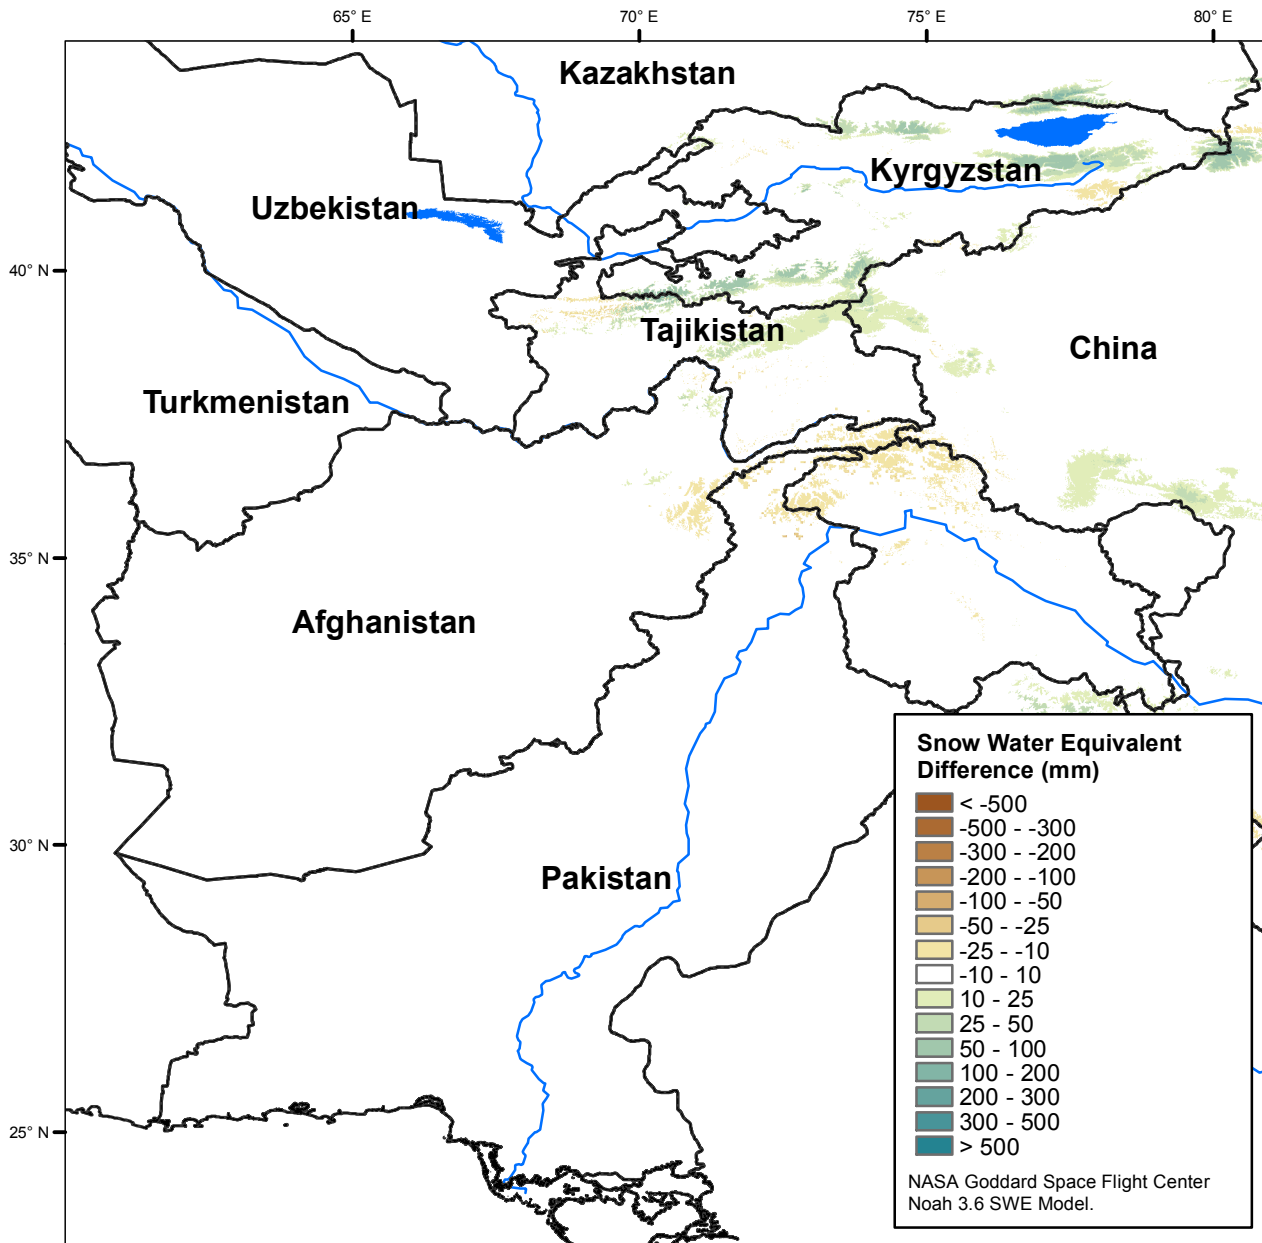 65° E
70° E
75° E
80° E
Kazakhstan
Kyrgyzstan
Uzbekistan
40° N
Tajikistan
China
Turkmenistan
35° N
Afghanistan
30° N
Pakistan
25° N
Snow Water Equivalent
Difference (mm)
< -500
-500 - -300
-300 - -200
-200 - -100
-100 - -50
-50 - -25
-25 - -10
-10 - 10
10 - 25
25 - 50
50 - 100
100 - 200
200 - 300
300 - 500
> 500
NASA Goddard Space Flight Center
Noah 3.6 SWE Model.